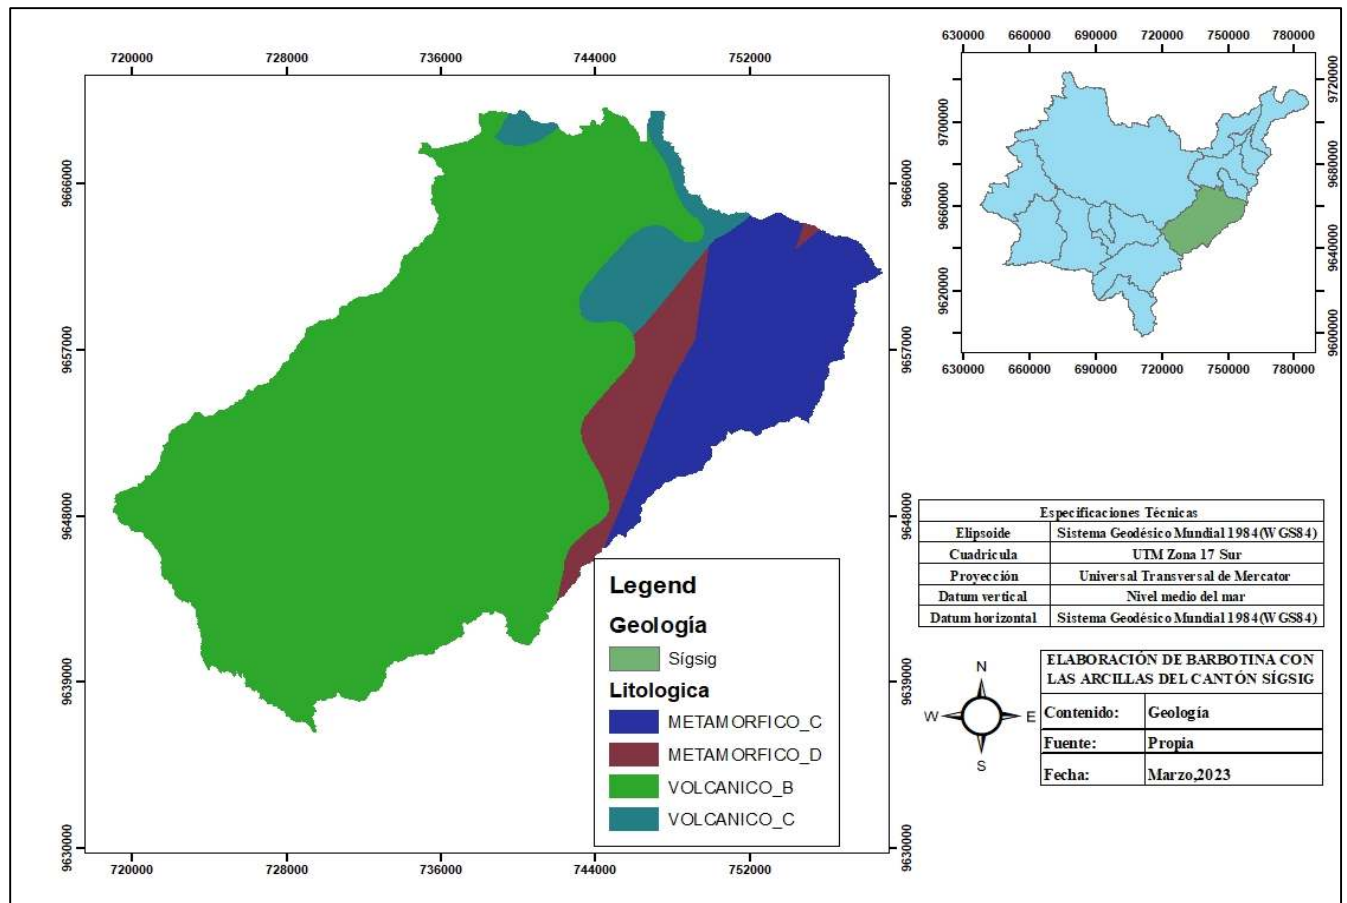 720000 728000 736000 744000 752000
9666000 9666000
9657000 9657000
9648000 9648000
9639000 9639000
9630000 9630000
720000 728000 736000 744000 752000
Legend
Geología
Sígsig
Litologica
METAMORFICO_C
METAMORFICO_D
VOLCANICO_B
VOLCANICO_C
630000 660000 690000 720000 750000 780000
9720000
9700000
9680000
9660000
9640000
9620000
9600000
630000 660000 690000 720000 750000 780000
Especificaciones Técnicas
Elipsoide Sistema Geodésico Mundial 1984(WGS84)
Cuadricula UTM Zona 17 Sur
Proyección Universal Transversal de Mercator
Datum vertical Nivel medio del mar
Datum horizontal Sistema Geodésico Mundial 1984(WGS84)
N
W E
S
ELABORACIÓN DE BARBOTINA CON
LAS ARCILLAS DEL CANTÓN SÍGSIG
Contenido: Geología
Fuente: Propia
Fecha: Marzo,2023